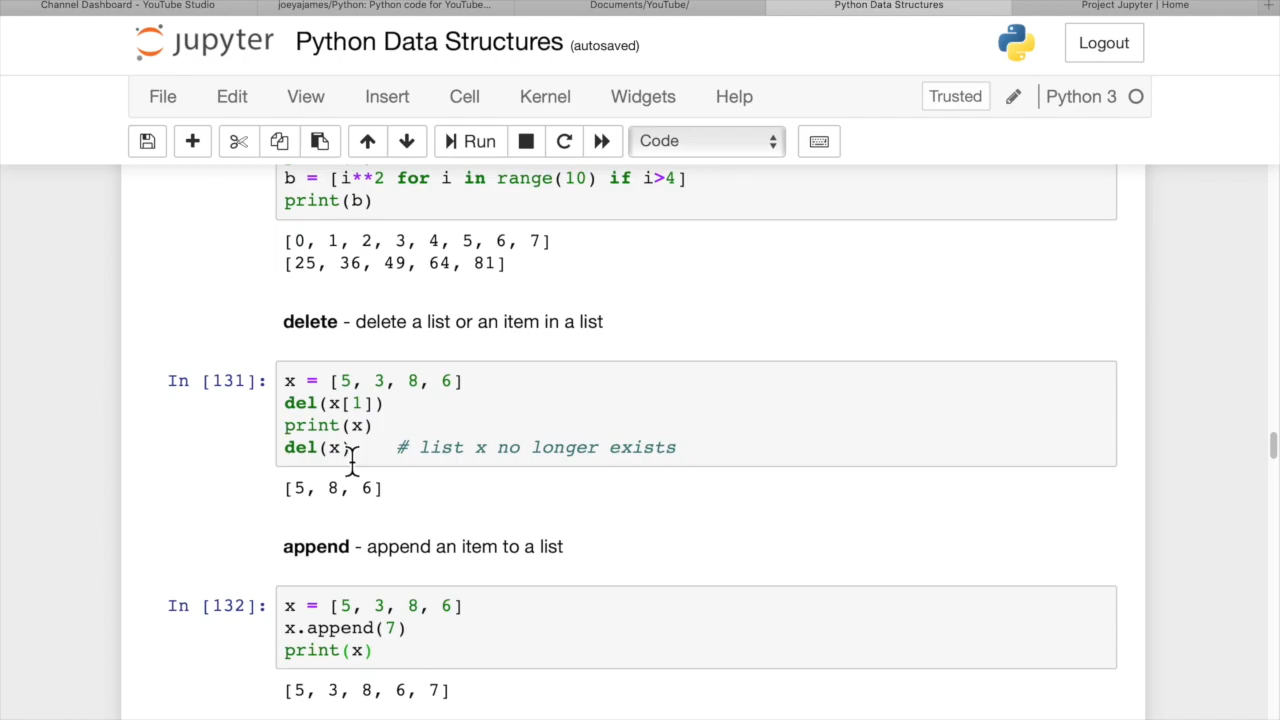 Channel Dashboard - YouTube Studio
joeyajames/Python: Python code for YouTube...
Documents/YouTube/
Python Data Structures
Project Jupyter | Home
jupyter Python Data Structures (autosaved)
Logout
File Edit View Insert Cell Kernel Widgets Help
Trusted
Python 3
Run
Code
b = [i**2 for i in range(10) if i>4]
print(b)
[0, 1, 2, 3, 4, 5, 6, 7]
[25, 36, 49, 64, 81]
delete - delete a list or an item in a list
In [131]:
x = [5, 3, 8, 6]
del(x[1])
print(x)
del(x) # list x no longer exists
[5, 8, 6]
append - append an item to a list
In [132]:
x = [5, 3, 8, 6]
x.append(7)
print(x)
[5, 3, 8, 6, 7]